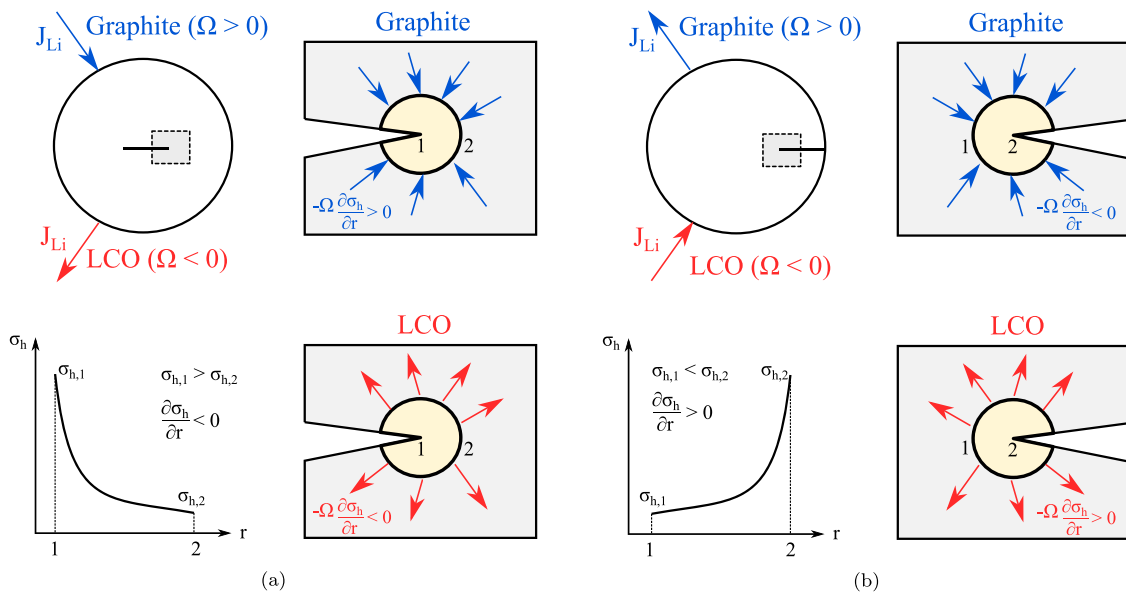 J_Li Graphite (Ω > 0)
J_Li
LCO (Ω < 0)
Graphite
1 2
-Ω ∂σ_h/∂r > 0
σ_h
σ_h,1
σ_h,1 > σ_h,2
∂σ_h/∂r < 0
σ_h,2
1 2 r
LCO
1 2
-Ω ∂σ_h/∂r < 0
(a)
J_Li Graphite (Ω > 0)
J_Li
LCO (Ω < 0)
Graphite
1 2
-Ω ∂σ_h/∂r < 0
σ_h
σ_h,1 < σ_h,2 σ_h,2
∂σ_h/∂r > 0
σ_h,1
1 2 r
LCO
1 2
-Ω ∂σ_h/∂r > 0
(b)